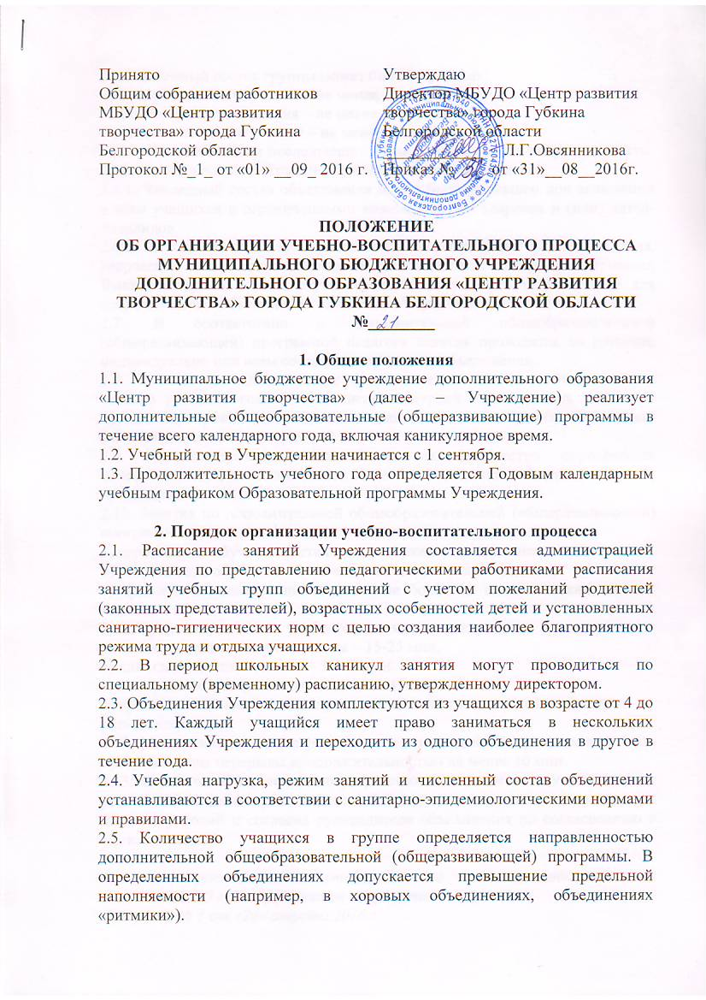 Принято
Общим собранием работников
МБУДО «Центр развития
творчества» города Губкина
Белгородской области
Протокол №_1_ от «01» __09_ 2016 г.
Утверждаю
Директор МБУДО «Центр развития
творчества» города Губкина
Белгородской области
Л.Г.Овсянникова
Приказ № от «31»__08__2016г.
ПОЛОЖЕНИЕ
ОБ ОРГАНИЗАЦИИ УЧЕБНО-ВОСПИТАТЕЛЬНОГО ПРОЦЕССА
МУНИЦИПАЛЬНОГО БЮДЖЕТНОГО УЧРЕЖДЕНИЯ
ДОПОЛНИТЕЛЬНОГО ОБРАЗОВАНИЯ «ЦЕНТР РАЗВИТИЯ
ТВОРЧЕСТВА» ГОРОДА ГУБКИНА БЕЛГОРОДСКОЙ ОБЛАСТИ
№ 21
1. Общие положения
1.1. Муниципальное бюджетное учреждение дополнительного образования
«Центр развития творчества» (далее – Учреждение) реализует
дополнительные общеобразовательные (общеразвивающие) программы в
течение всего календарного года, включая каникулярное время.
1.2. Учебный год в Учреждении начинается с 1 сентября.
1.3. Продолжительность учебного года определяется Годовым календарным
учебным графиком Образовательной программы Учреждения.
2. Порядок организации учебно-воспитательного процесса
2.1. Расписание занятий Учреждения составляется администрацией
Учреждения по представлению педагогическими работниками расписания
занятий учебных групп объединений с учетом пожеланий родителей
(законных представителей), возрастных особенностей детей и установленных
санитарно-гигиенических норм с целью создания наиболее благоприятного
режима труда и отдыха учащихся.
2.2. В период школьных каникул занятия могут проводиться по
специальному (временному) расписанию, утвержденному директором.
2.3. Объединения Учреждения комплектуются из учащихся в возрасте от 4 до
18 лет. Каждый учащийся имеет право заниматься в нескольких
объединениях Учреждения и переходить из одного объединения в другое в
течение года.
2.4. Учебная нагрузка, режим занятий и численный состав объединений
устанавливаются в соответствии с санитарно-эпидемиологическими нормами
и правилами.
2.5. Количество учащихся в группе определяется направленностью
дополнительной общеобразовательной (общеразвивающей) программы. В
определенных объединениях допускается превышение предельной
наполняемости (например, в хоровых объединениях, объединениях
«ритмики»).